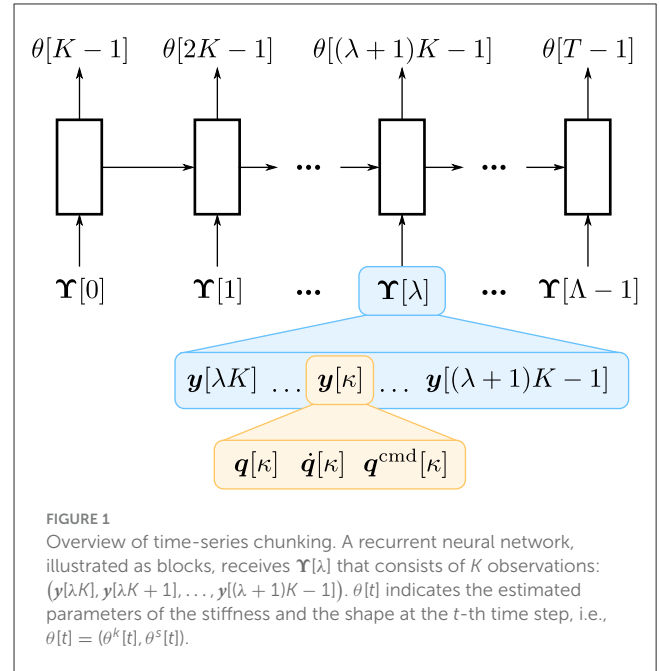 θ[K − 1] θ[2K − 1] θ[(λ + 1)K − 1] θ[T − 1]
... ...
ϒ[0] ϒ[1] ... ϒ[λ] ... ϒ[Λ − 1]
y[λK] ... y[κ] ... y[(λ + 1)K − 1]
q[κ] q̇[κ] q^cmd[κ]
FIGURE 1
Overview of time-series chunking. A recurrent neural network,
illustrated as blocks, receives ϒ[λ] that consists of K observations:
(y[λK], y[λK + 1], . . . , y[(λ + 1)K − 1]). θ[t] indicates the estimated
parameters of the stiffness and the shape at the t-th time step, i.e.,
θ[t] = (θ^k[t], θ^s[t]).